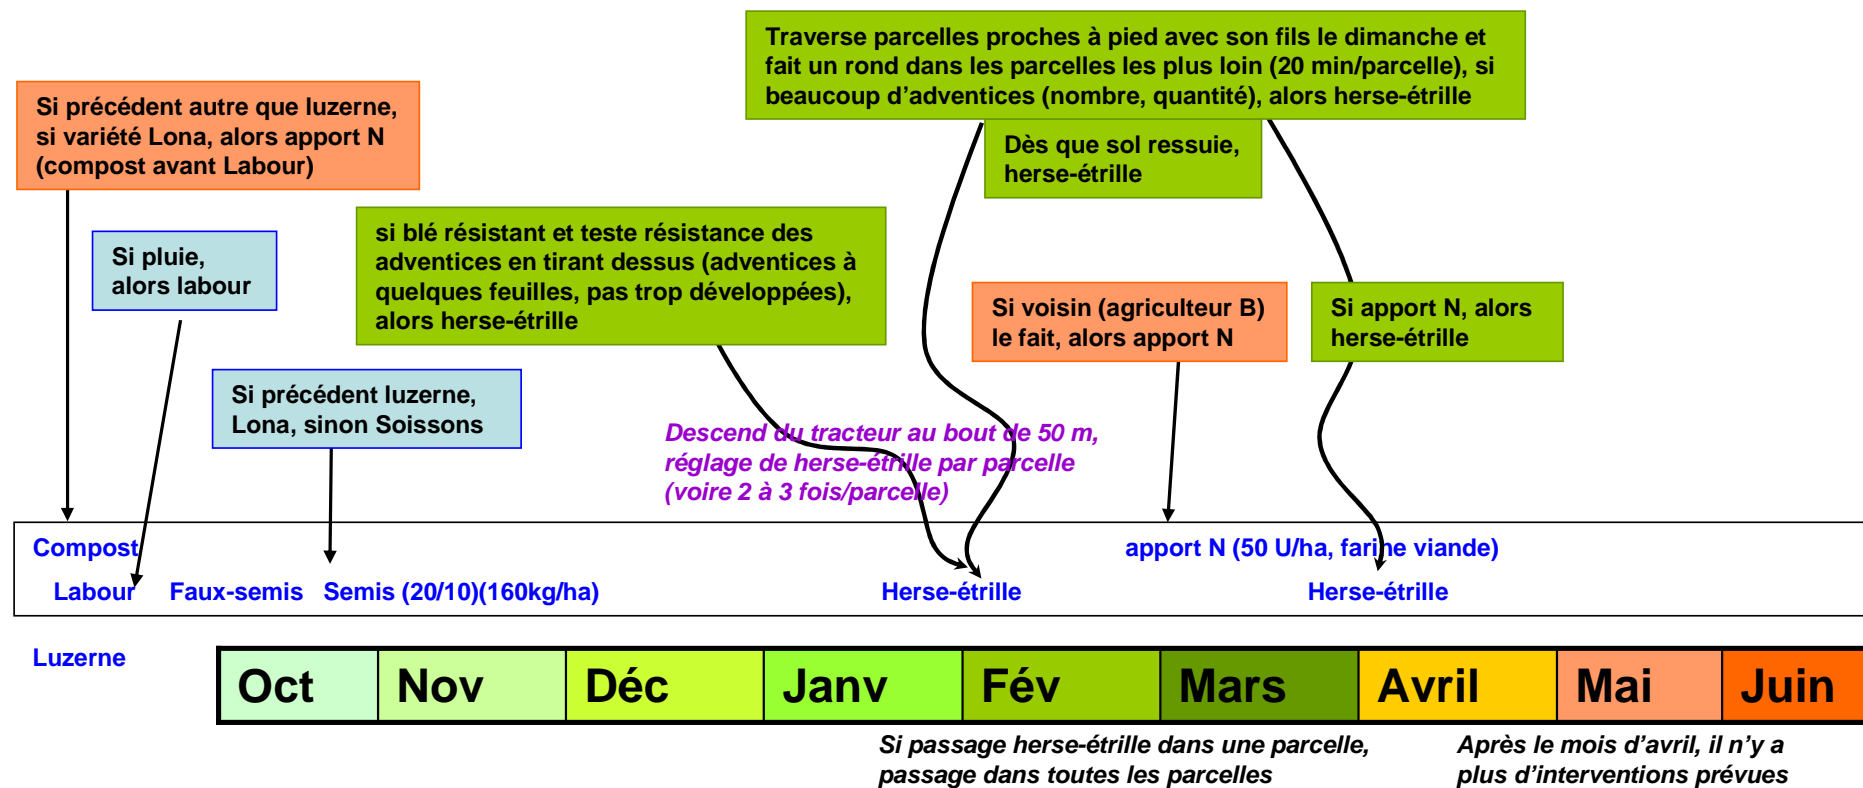 Traverse parcelles proches à pied avec son fils le dimanche et
fait un rond dans les parcelles les plus loin (20 min/parcelle), si
beaucoup d'adventices (nombre, quantité), alors herse-étrille
Si précédent autre que luzerne,
si variété Lona, alors apport N
(compost avant Labour)
Dès que sol ressuie,
herse-étrille
Si pluie,
alors labour
si blé résistant et teste résistance des
adventices en tirant dessus (adventices à
quelques feuilles, pas trop développées),
alors herse-étrille
Si voisin (agriculteur B)
le fait, alors apport N
Si apport N, alors
herse-étrille
Si précédent luzerne,
Lona, sinon Soissons
Descend du tracteur au bout de 50 m,
réglage de herse-étrille par parcelle
(voire 2 à 3 fois/parcelle)
Compost
apport N (50 U/ha, farine viande)
Labour
Faux-semis
Semis (20/10)(160kg/ha)
Herse-étrille
Herse-étrille
Luzerne
Oct
Nov
Déc
Janv
Fév
Mars
Avril
Mai
Juin
Si passage herse-étrille dans une parcelle,
passage dans toutes les parcelles
Après le mois d'avril, il n'y a
plus d'interventions prévues